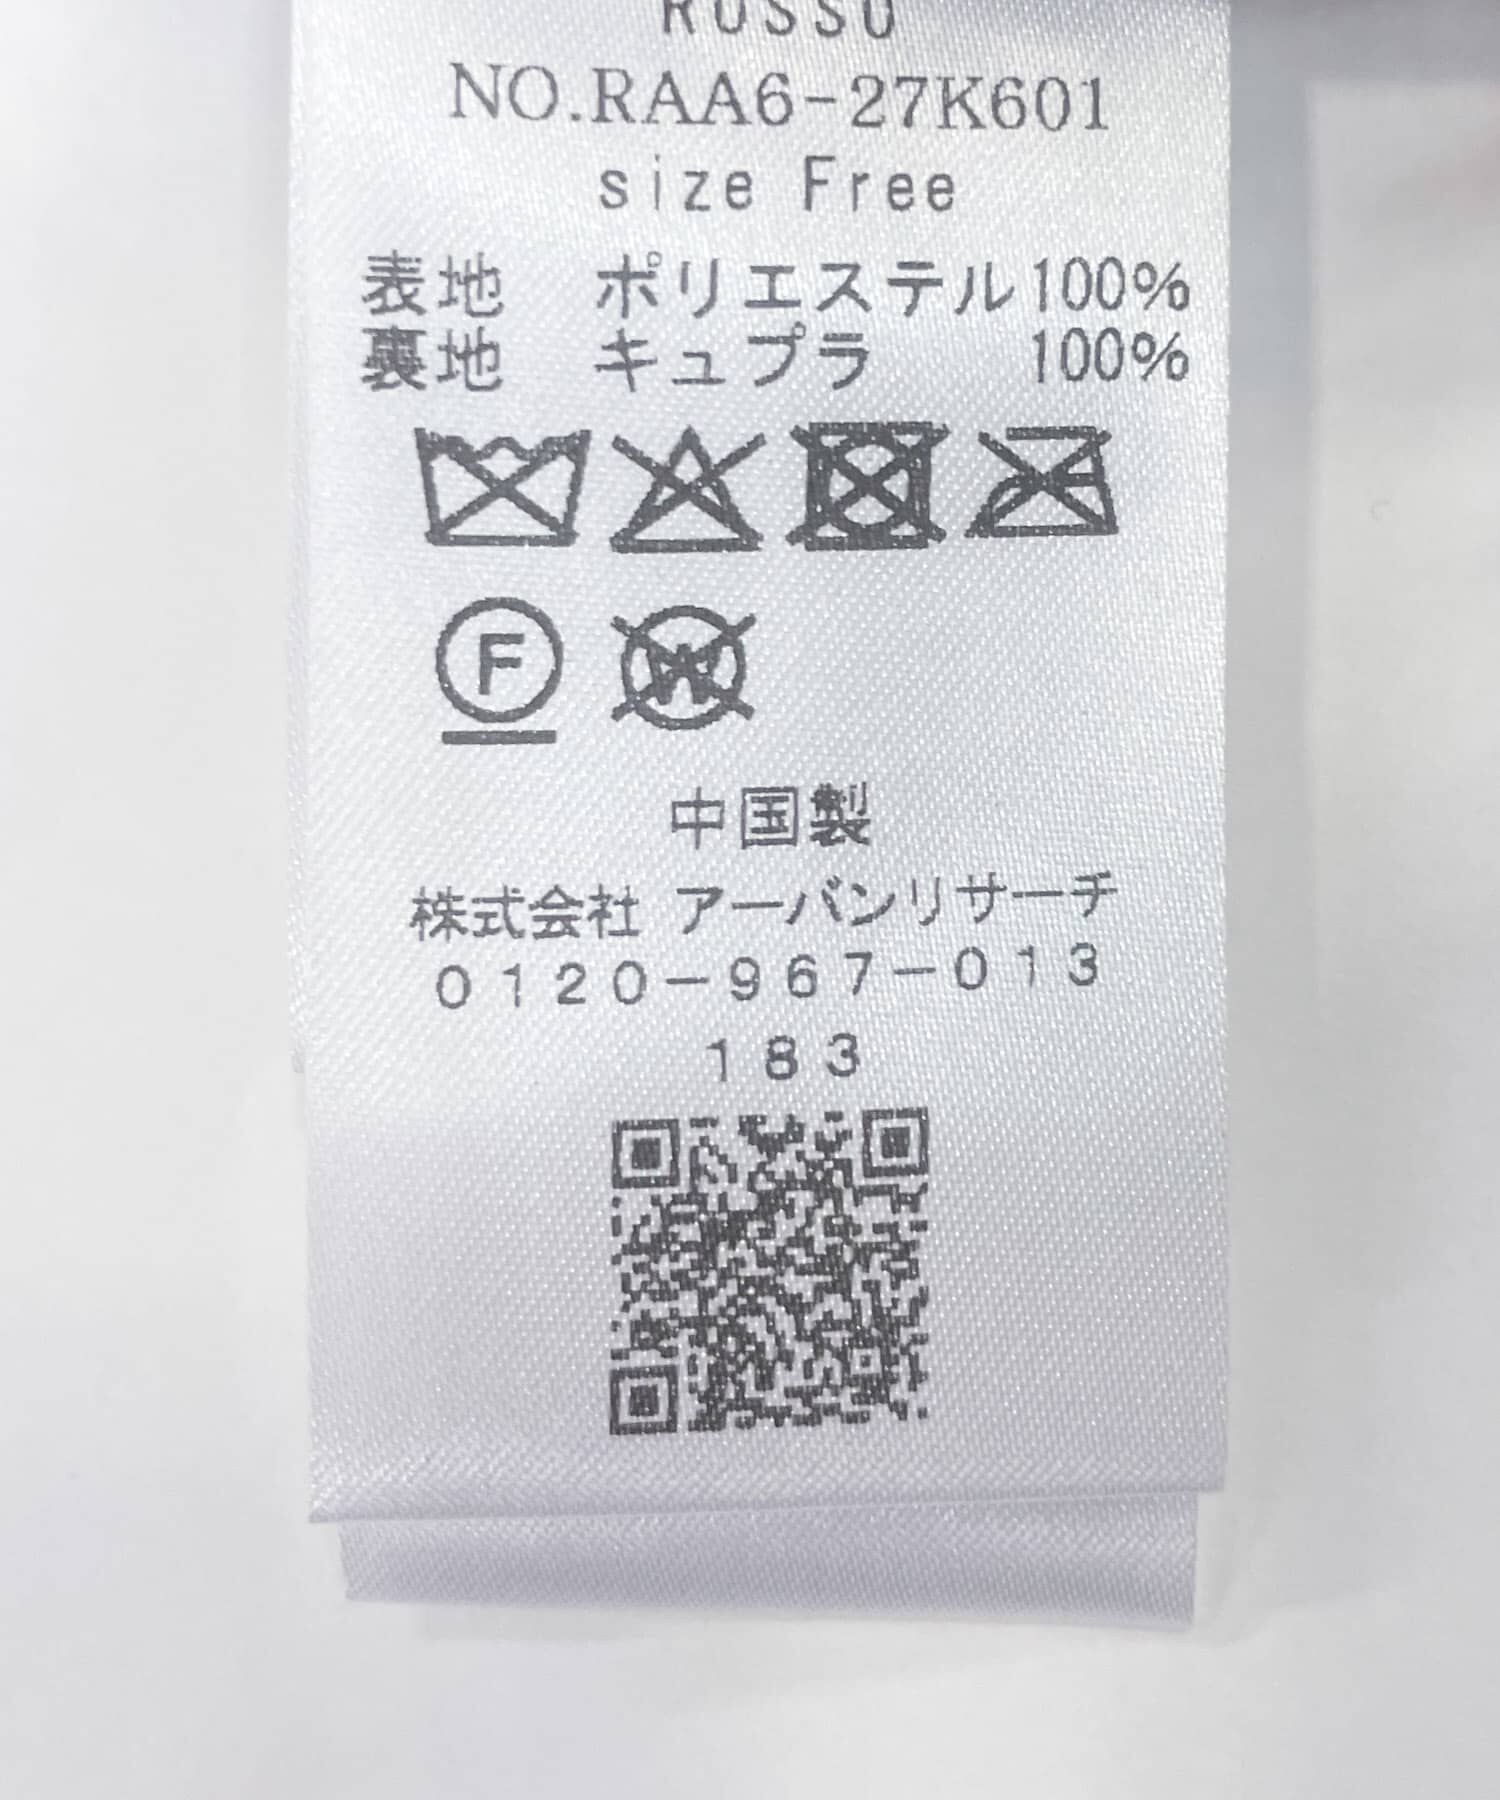 ROSSO
NO.RAA6-27K601
size Free
表地 ポリエステル100%
裏地 キュプラ 100%
F
W
中国製
株式会社 アーバンリサーチ
0120-967-013
183